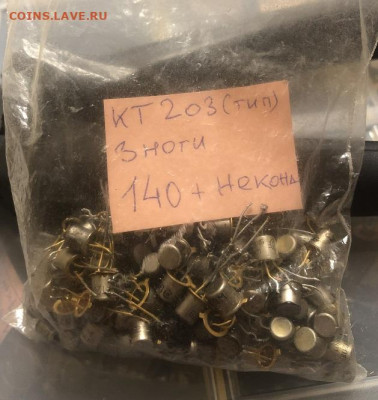 COINS.LAVE.RU
КТ 203 (тип)
3 ноги
140 + неконд